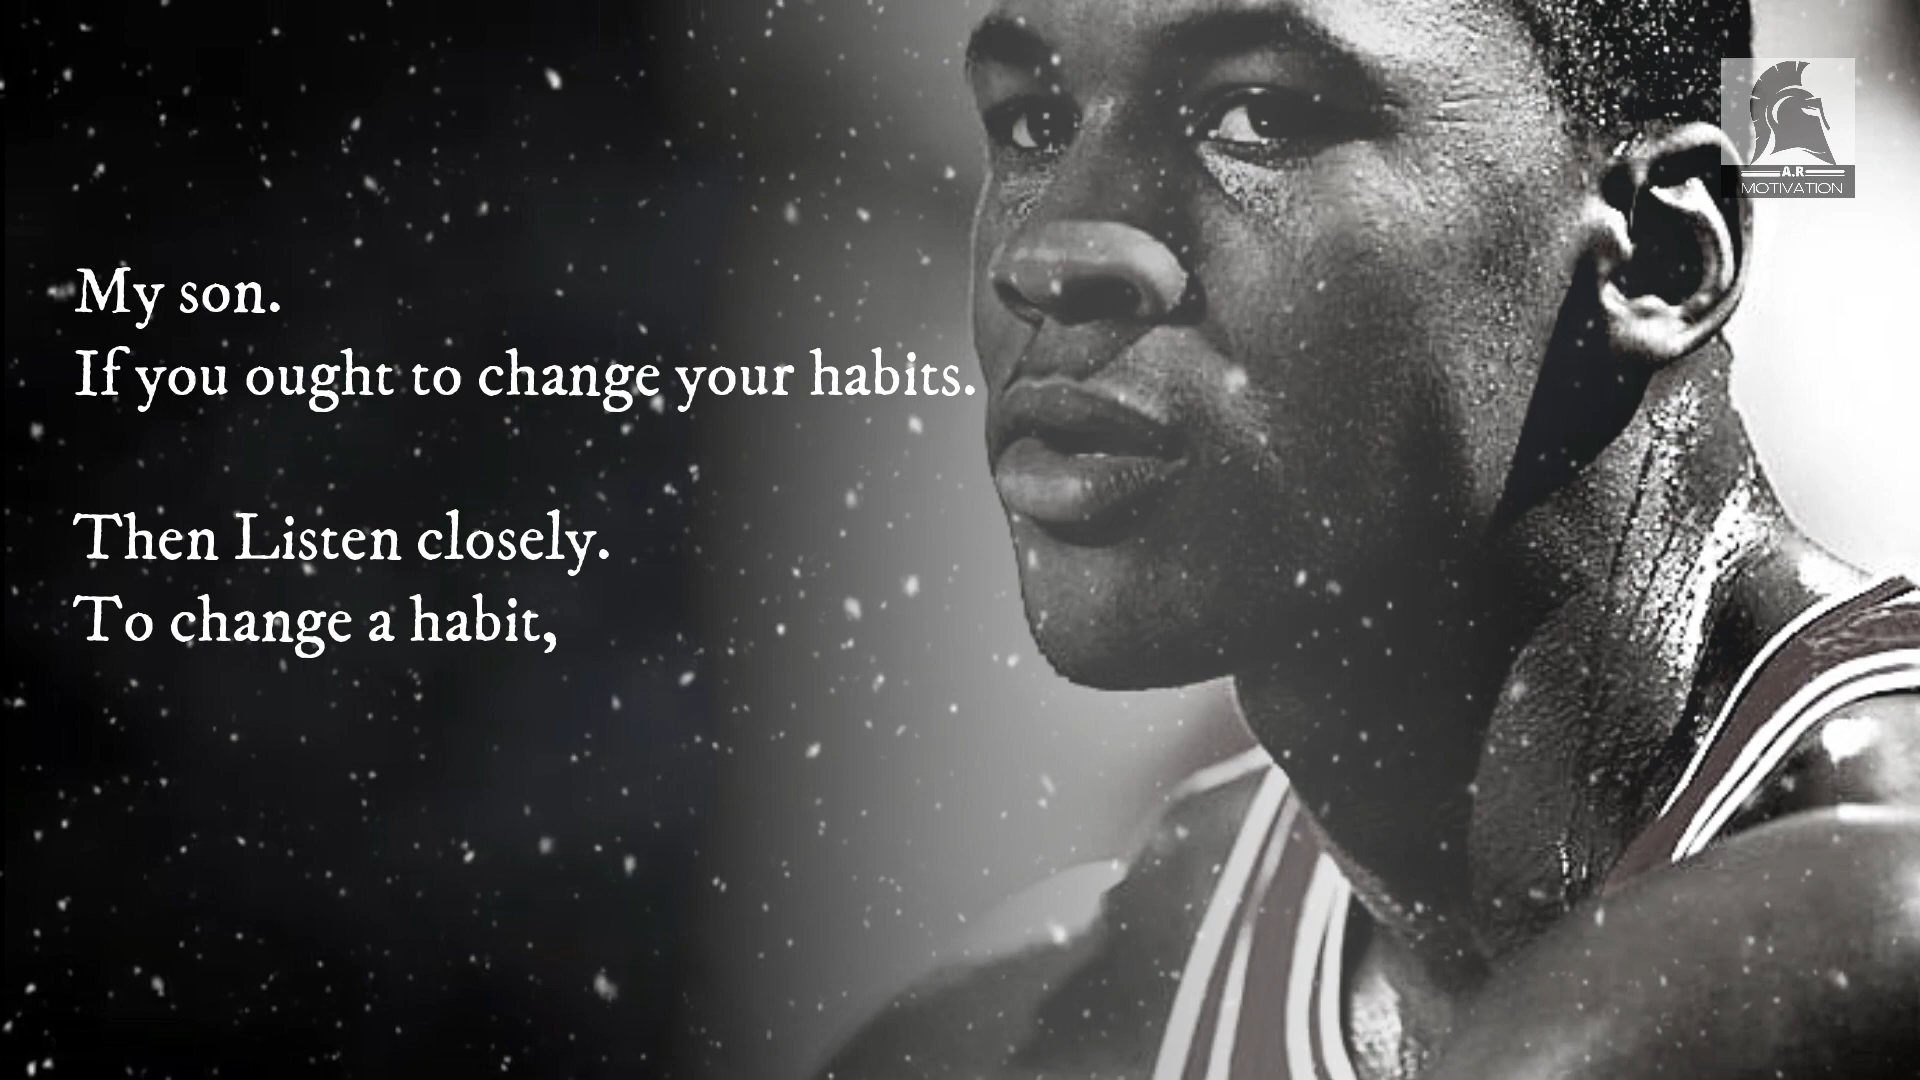 My son.
If you ought to change your habits.
Then Listen closely.
To change a habit,
A.R
MOTIVATION